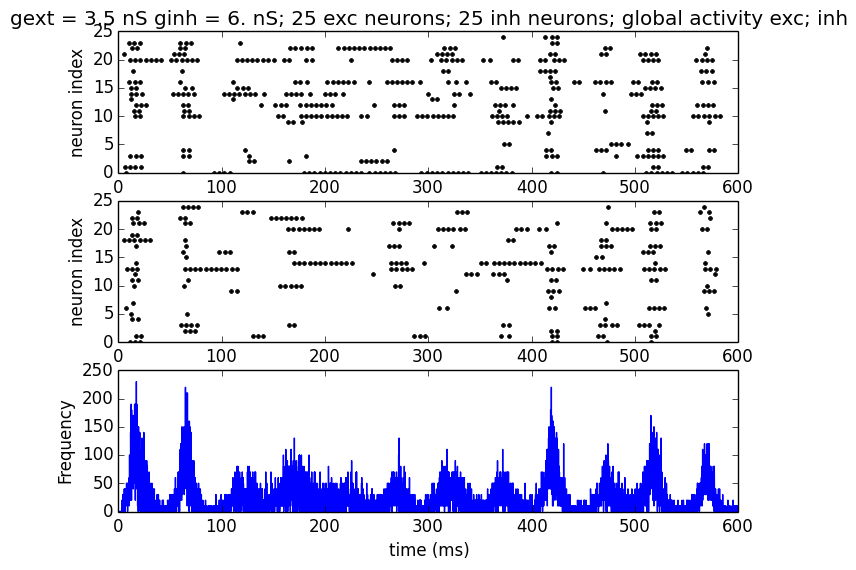 gext = 3.5 nS ginh = 6. nS; 25 exc neurons; 25 inh neurons; global activity exc; inh
25
20
15
10
5
0
neuron index
0 100 200 300 400 500 600
25
20
15
10
5
0
neuron index
0 100 200 300 400 500 600
250
200
150
100
50
0
Frequency
0 100 200 300 400 500 600
time (ms)